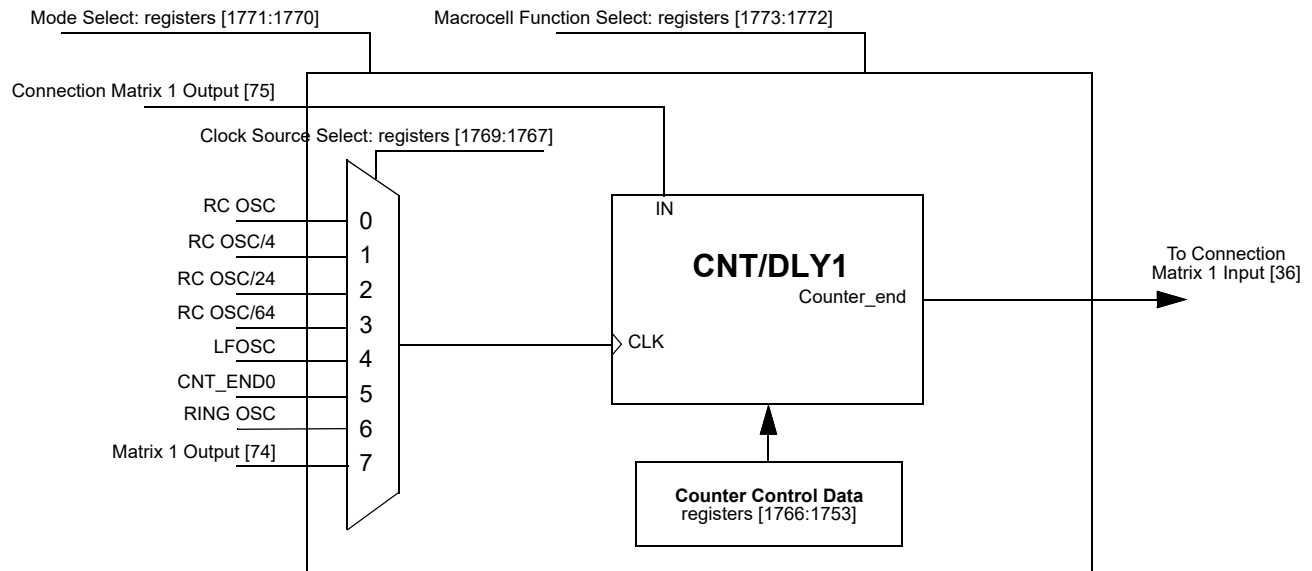 Mode Select: registers [1771:1770]
Macrocell Function Select: registers [1773:1772]
Connection Matrix 1 Output [75]
Clock Source Select: registers [1769:1767]
RC OSC
0
RC OSC/4
1
RC OSC/24
2
RC OSC/64
3
LFOSC
4
CNT_END0
5
RING OSC
6
Matrix 1 Output [74]
7
IN
CNT/DLY1
Counter_end
CLK
To Connection
Matrix 1 Input [36]
Counter Control Data
registers [1766:1753]